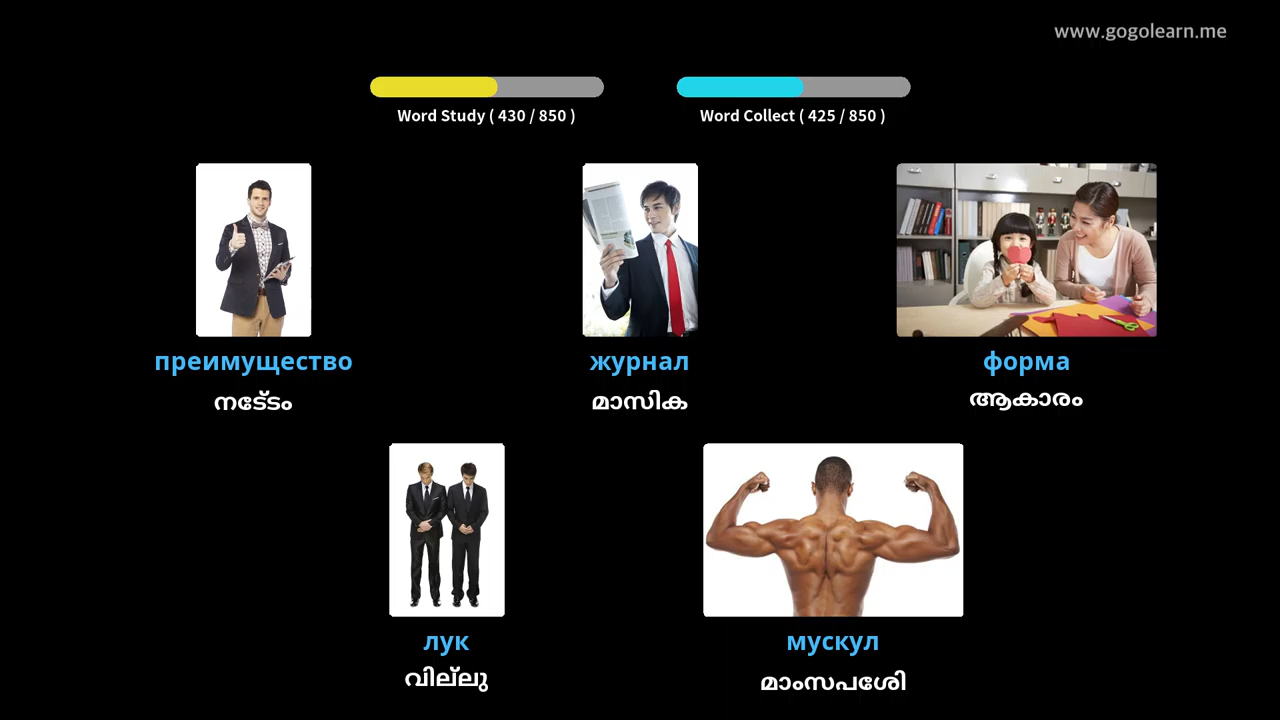 www.gogolearn.me
Word Study ( 430 / 850 )
Word Collect ( 425 / 850 )
преимущество
നേട്ടം
журнал
മാസിക
форма
ആകാരം
лук
വില്ലു
мускул
മാംസപേശി